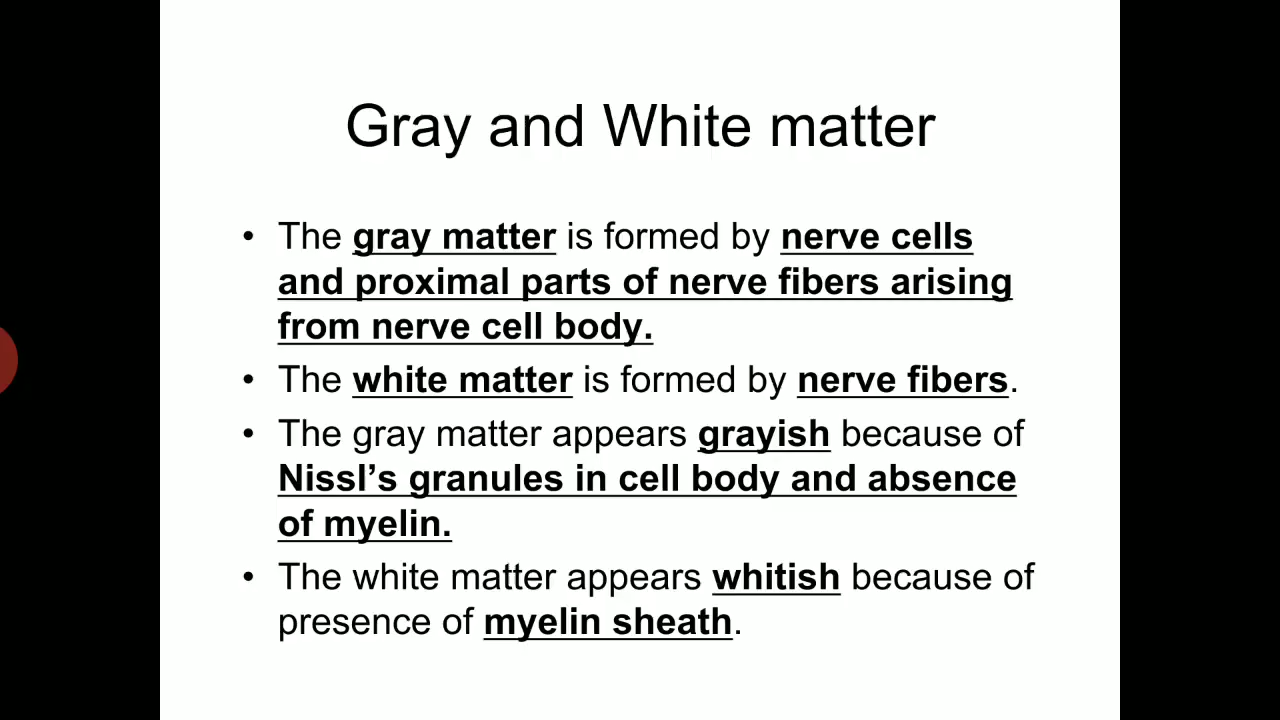 Gray and White matter
• The gray matter is formed by nerve cells
and proximal parts of nerve fibers arising
from nerve cell body.
• The white matter is formed by nerve fibers.
• The gray matter appears grayish because of
Nissl’s granules in cell body and absence
of myelin.
• The white matter appears whitish because of
presence of myelin sheath.